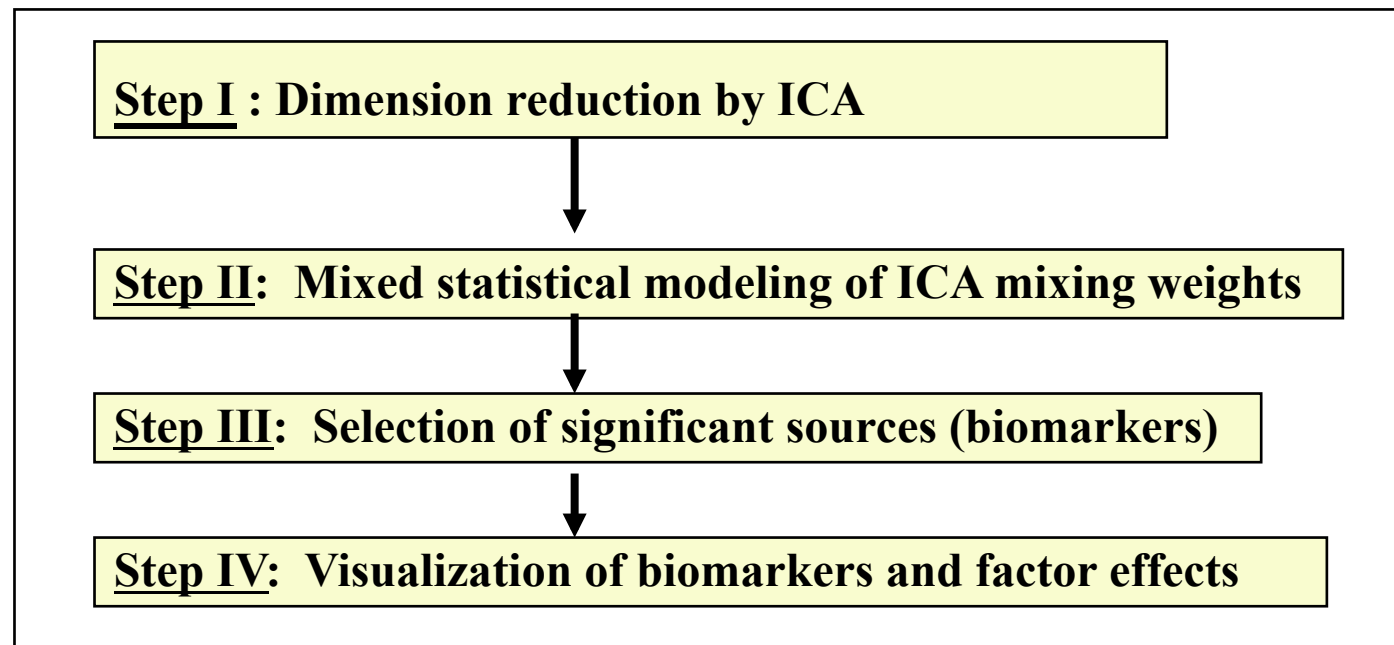 Step I : Dimension reduction by ICA
Step II: Mixed statistical modeling of ICA mixing weights
Step III: Selection of significant sources (biomarkers)
Step IV: Visualization of biomarkers and factor effects